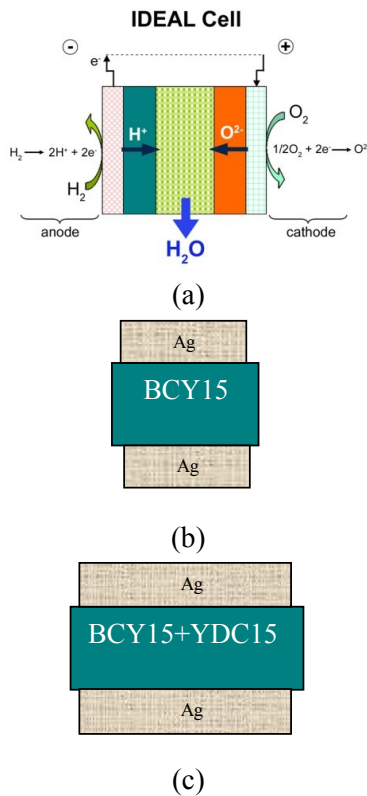 IDEAL Cell
- +
e-
H+ O2- O2
H2 → 2H+ + 2e- 1/2O2 + 2e- → O2
H2
anode cathode
H2O
(a)
Ag
BCY15
Ag
(b)
Ag
BCY15+YDC15
Ag
(c)